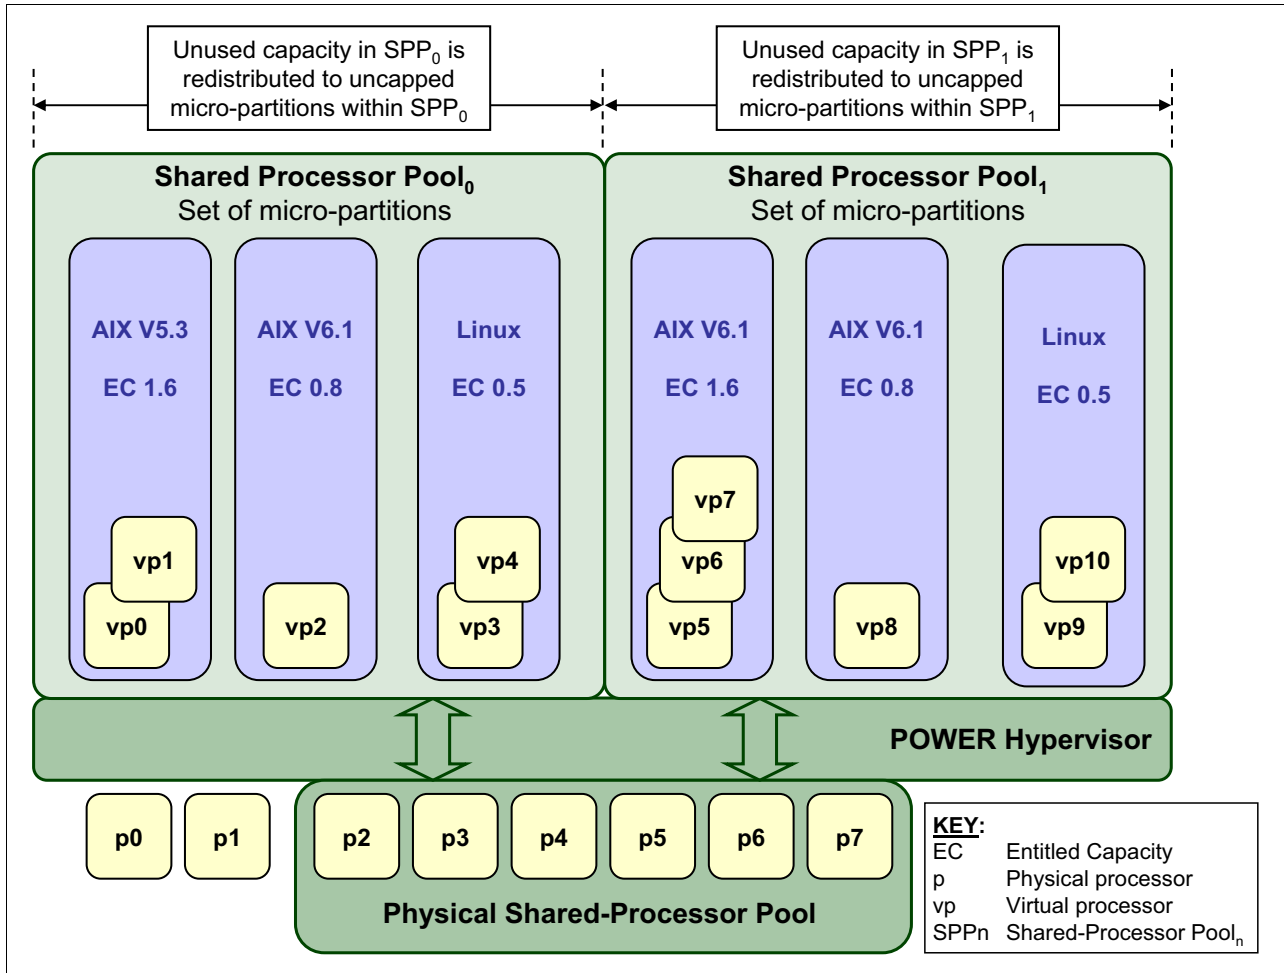 Unused capacity in SPP0 is
redistributed to uncapped
micro-partitions within SPP0
Unused capacity in SPP1 is
redistributed to uncapped
micro-partitions within SPP1
Shared Processor Pool0
Set of micro-partitions
Shared Processor Pool1
Set of micro-partitions
AIX V5.3
EC 1.6
AIX V6.1
EC 0.8
Linux
EC 0.5
AIX V6.1
EC 1.6
AIX V6.1
EC 0.8
Linux
EC 0.5
vp1
vp0
vp2
vp4
vp3
vp7
vp6
vp5
vp8
vp10
vp9
POWER Hypervisor
p0
p1
p2
p3
p4
p5
p6
p7
Physical Shared-Processor Pool
KEY:
EC Entitled Capacity
p Physical processor
vp Virtual processor
SPPn Shared-Processor Pooln